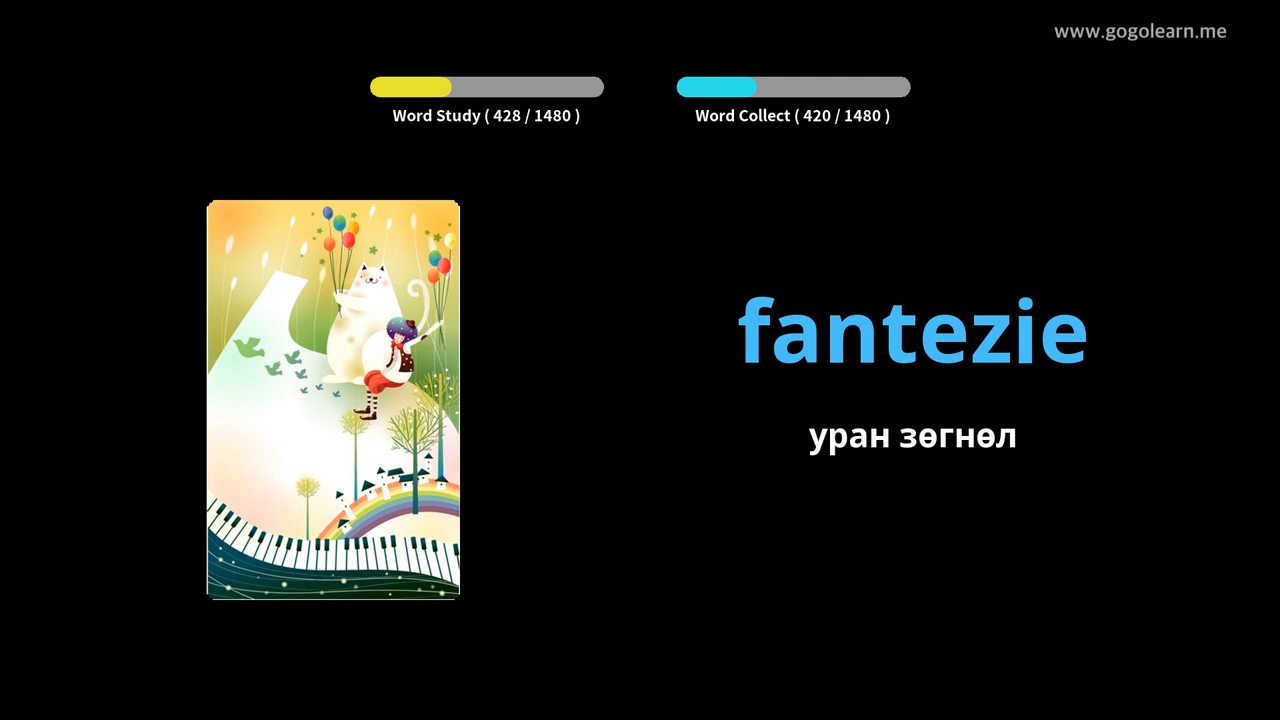 www.gogolearn.me
Word Study ( 428 / 1480 )
Word Collect ( 420 / 1480 )
fantezie
уран зөгнөл